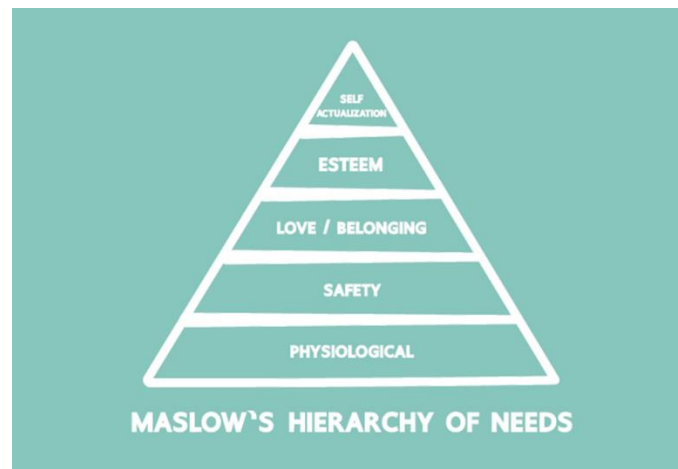 SELF
ACTUALIZATION
ESTEEM
LOVE / BELONGING
SAFETY
PHYSIOLOGICAL
MASLOW`S HIERARCHY OF NEEDS